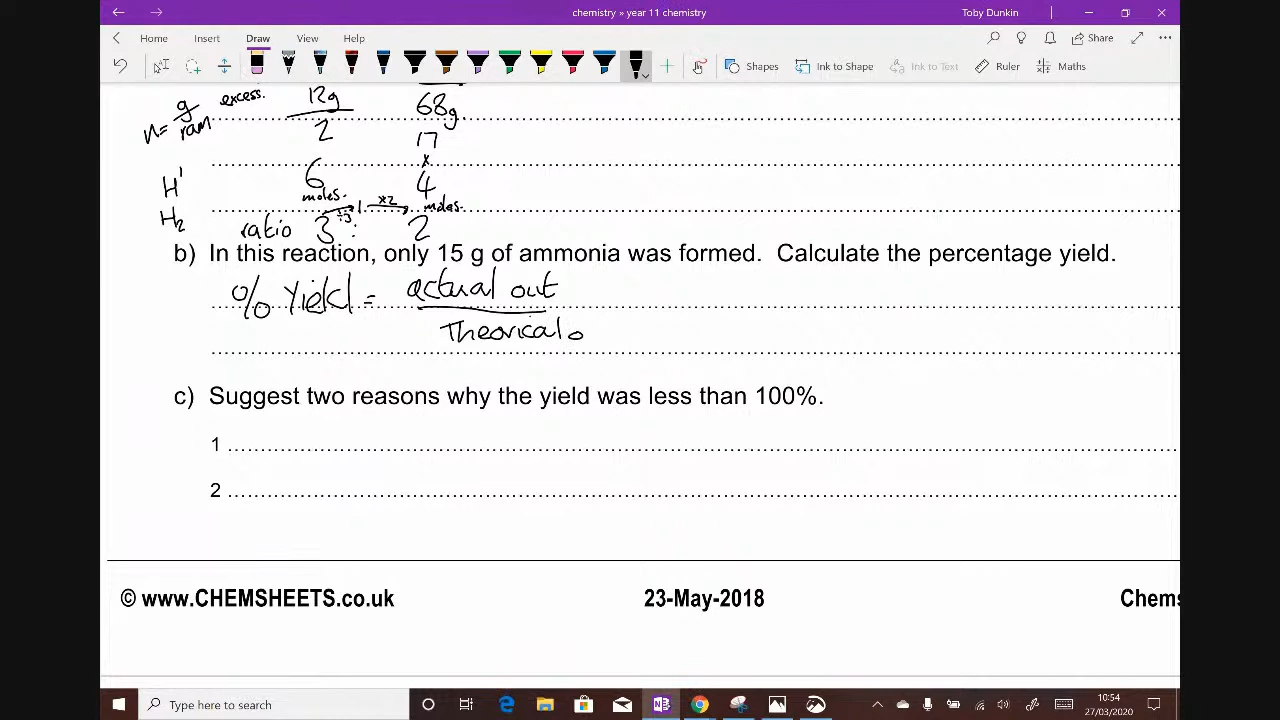 chemistry » year 11 chemistry
Toby Dunkin
Home Insert Draw View Help
Share
Shapes Ink to Shape Ink to Text Ruler Maths
n= g
ram
excess. 12g 68g.
2 17
x
H¹ 6 4
moles. moles.
÷3 1 x2
H₂ ratio 3 : 2
b) In this reaction, only 15 g of ammonia was formed. Calculate the percentage yield.
% Yield = actual out
Theorical o
c) Suggest two reasons why the yield was less than 100%.
1
2
© www.CHEMSHEETS.co.uk 23-May-2018 Chems
Type here to search
10:54
27/03/2020